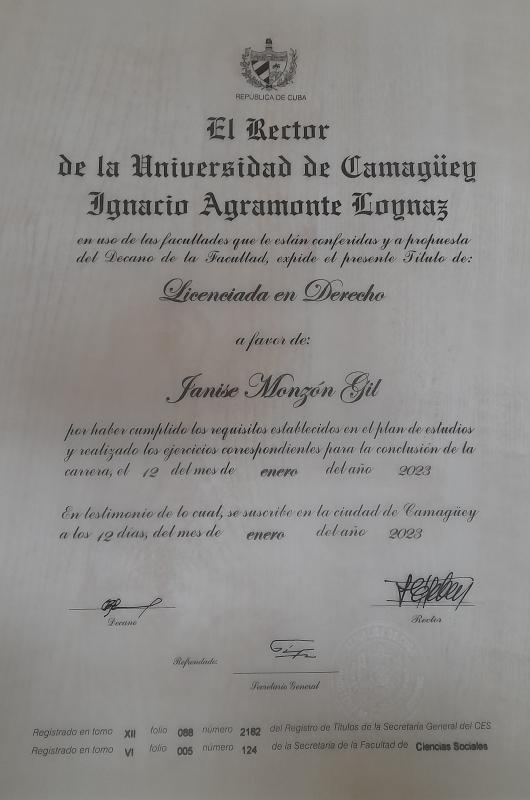 REPÚBLICA DE CUBA
El Rector
de la Universidad de Camagüey
Ignacio Agramonte Loynaz
en uso de las facultades que le están conferidas y a propuesta
del Decano de la Facultad, expide el presente Título de:
Licenciada en Derecho
a favor de:
Janise Monzón Gil
por haber cumplido los requisitos establecidos en el plan de estudios
y realizado los ejercicios correspondientes para la conclusión de la
carrera, el 12 del mes de enero del año 2023
En testimonio de lo cual, se suscribe en la ciudad de Camagüey
a los 12 días, del mes de enero del año 2023
Decano
Rector
Refrendado:
Secretario General
Registrado en tomo XII folio 088 número 2182 del Registro de Títulos de la Secretaría General del CES
Registrado en tomo VI folio 005 número 124 de la Secretaría de la Facultad de Ciencias Sociales